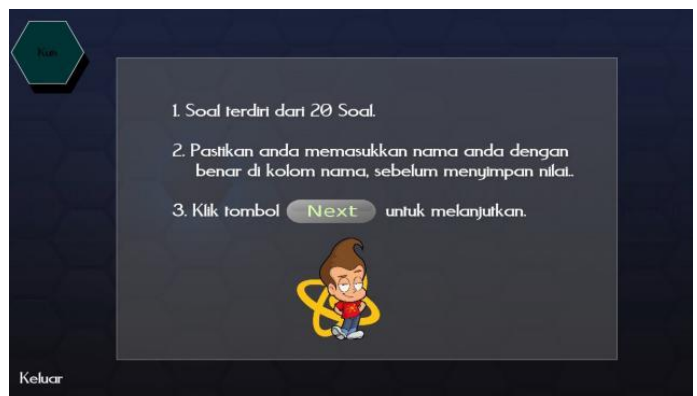 Kuis
1. Soal terdiri dari 20 Soal.
2. Pastikan anda memasukkan nama anda dengan
benar di kolom nama, sebelum menyimpan nilai..
3. Klik tombol Next untuk melanjutkan.
Keluar